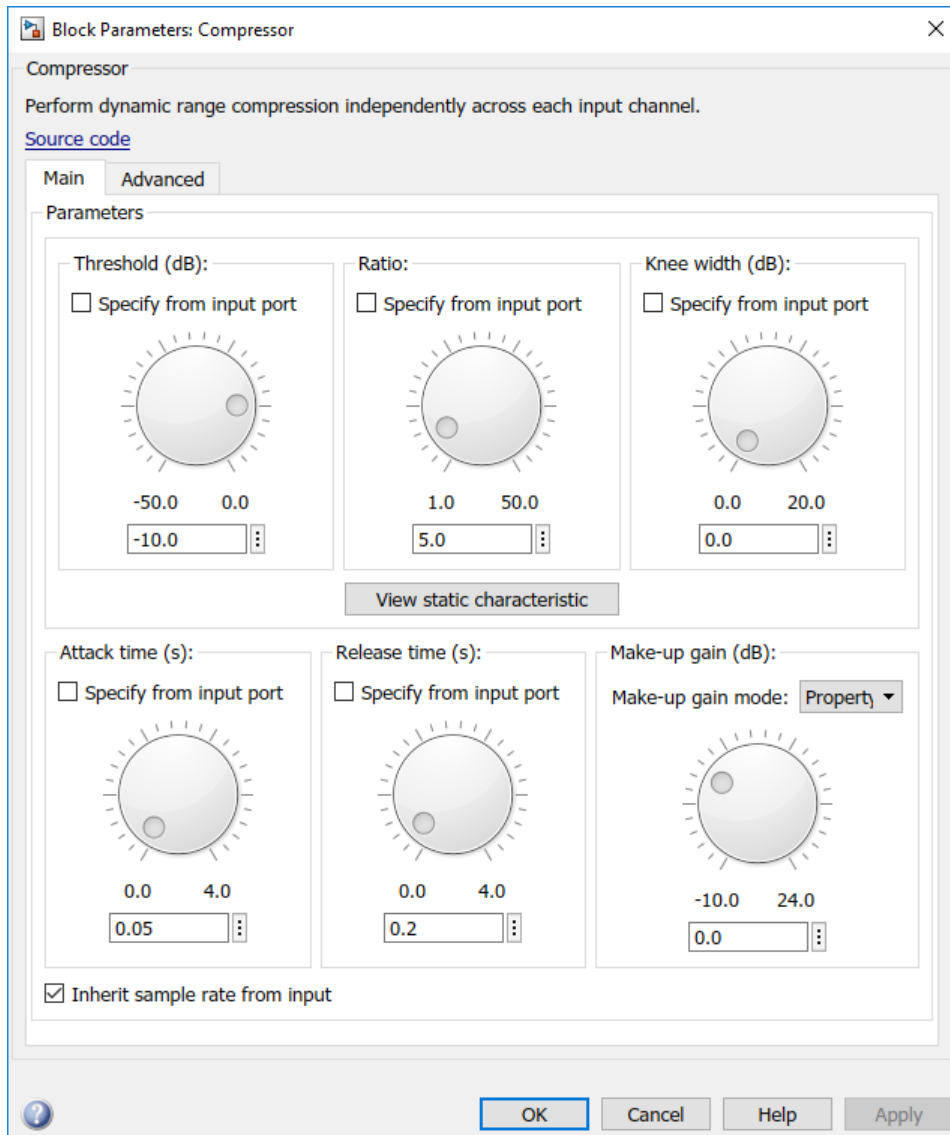 Block Parameters: Compressor
Compressor
Perform dynamic range compression independently across each input channel.
Source code
Main Advanced
Parameters
Threshold (dB): Ratio: Knee width (dB):
Specify from input port Specify from input port Specify from input port
-50.0 0.0 1.0 50.0 0.0 20.0
-10.0 5.0 0.0
View static characteristic
Attack time (s): Release time (s): Make-up gain (dB):
Specify from input port Specify from input port Make-up gain mode: Property
0.0 4.0 0.0 4.0 -10.0 24.0
0.05 0.2 0.0
Inherit sample rate from input
? OK Cancel Help Apply